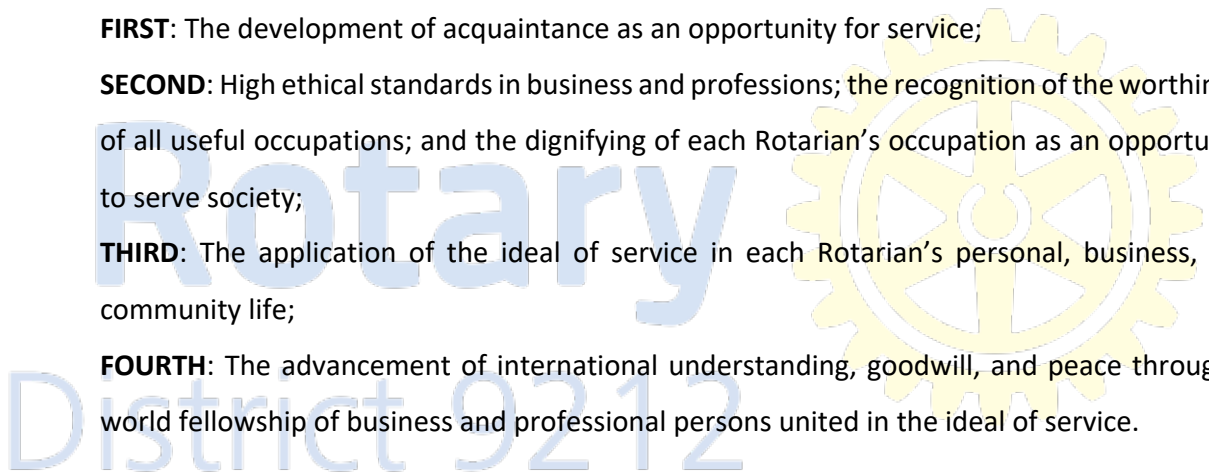 FIRST: The development of acquaintance as an opportunity for service;
SECOND: High ethical standards in business and professions; the recognition of the
of all useful occupations; and the dignifying of each Rotarian’s occupation as an
to serve society;
THIRD: The application of the ideal of service in each Rotarian’s personal, business,
community life;
FOURTH: The advancement of international understanding, goodwill, and peace
world fellowship of business and professional persons united in the ideal of service.
Rotary
District 9212